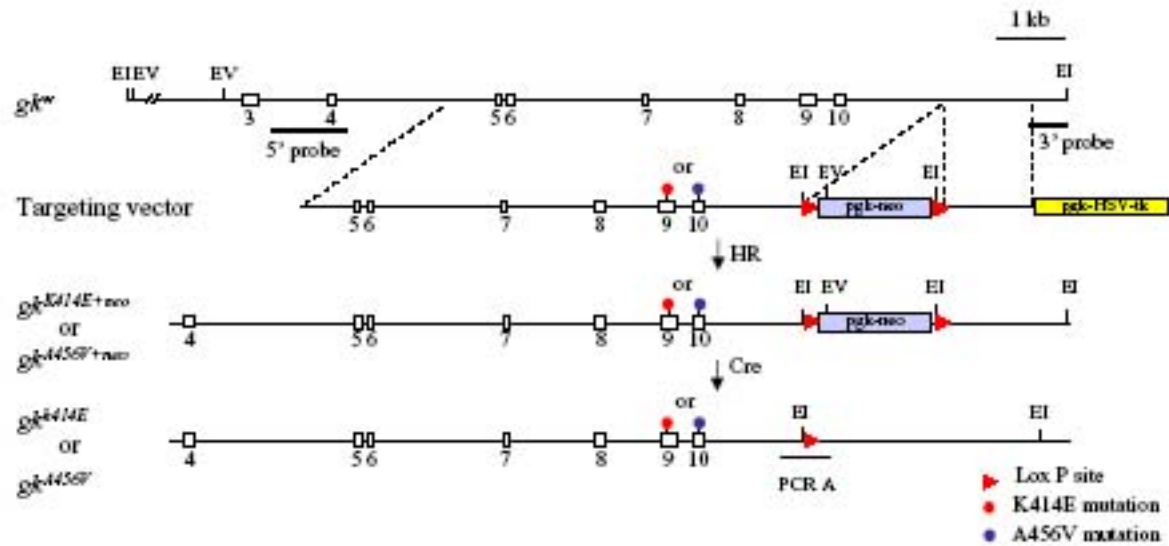 1 kb
EI EV EV EI
gk^w
3 4 5 6 7 8 9 10
5' probe 3' probe
or
EI EV EI
Targeting vector pgk-neo pgk-HSV-tk
5 6 7 8 9 10
HR
gk^K414E+neo or EI EV EI EI
or pgk-neo
gk^A456V+neo 4 5 6 7 8 9 10
Cre
gk^k414E or EI EI
or
gk^A456V 4 5 6 7 8 9 10
PCR A
Lox P site
K414E mutation
A456V mutation